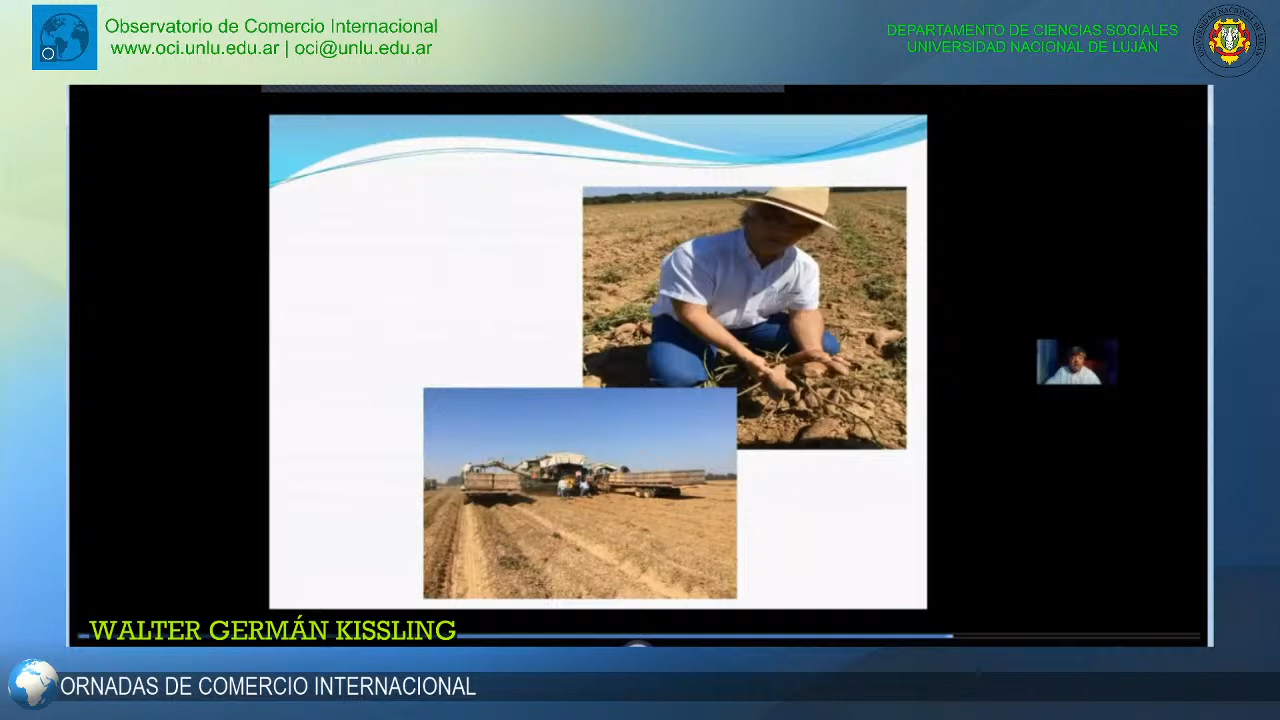 Observatorio de Comercio Internacional
www.oci.unlu.edu.ar | oci@unlu.edu.ar
DEPARTAMENTO DE CIENCIAS SOCIALES
UNIVERSIDAD NACIONAL DE LUJÁN
WALTER GERMÁN KISSLING
ORNADAS DE COMERCIO INTERNACIONAL